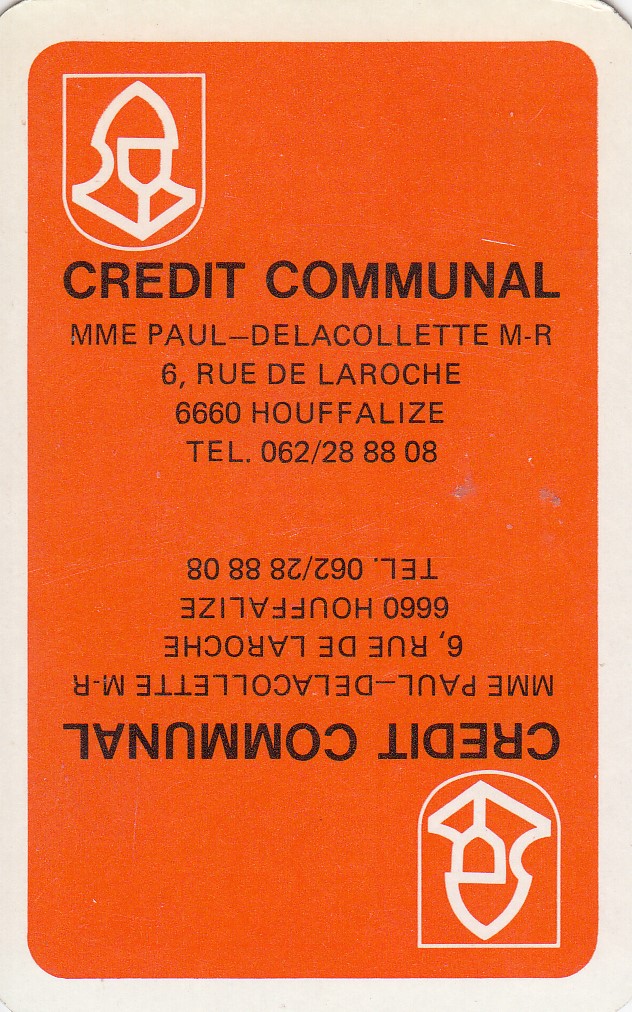 CREDIT COMMUNAL
MME PAUL–DELACOLLETTE M-R
6, RUE DE LAROCHE
6660 HOUFFALIZE
TEL. 062/28 88 08
CREDIT COMMUNAL
MME PAUL–DELACOLLETTE M-R
6, RUE DE LAROCHE
6660 HOUFFALIZE
TEL. 062/28 88 08